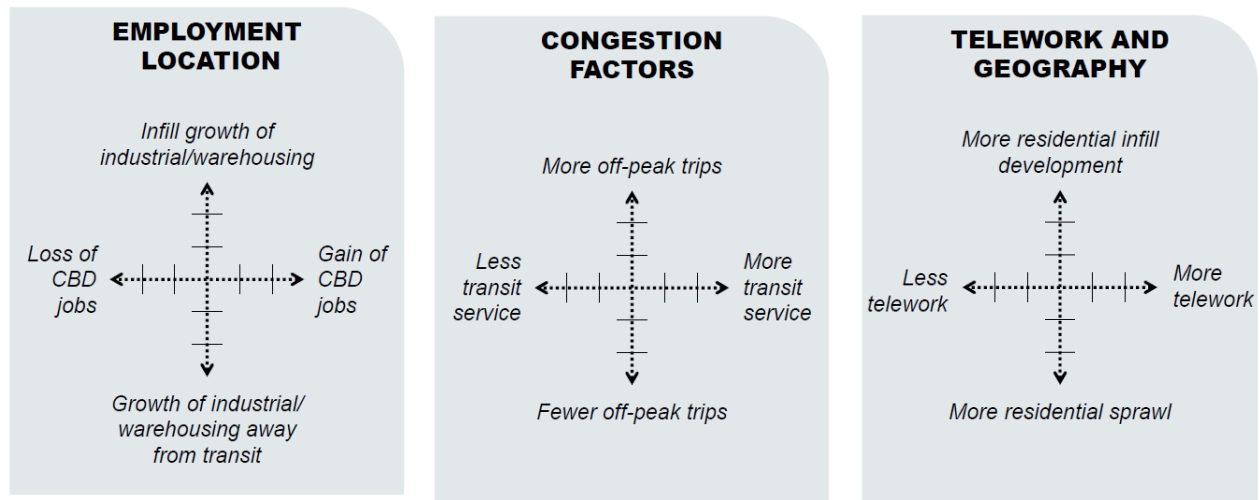 EMPLOYMENT
LOCATION
Infill growth of
industrial/warehousing
Loss of
CBD
jobs
Gain of
CBD
jobs
Growth of industrial/
warehousing away
from transit
CONGESTION
FACTORS
More off-peak trips
Less
transit
service
More
transit
service
Fewer off-peak trips
TELEWORK AND
GEOGRAPHY
More residential infill
development
Less
telework
More
telework
More residential sprawl